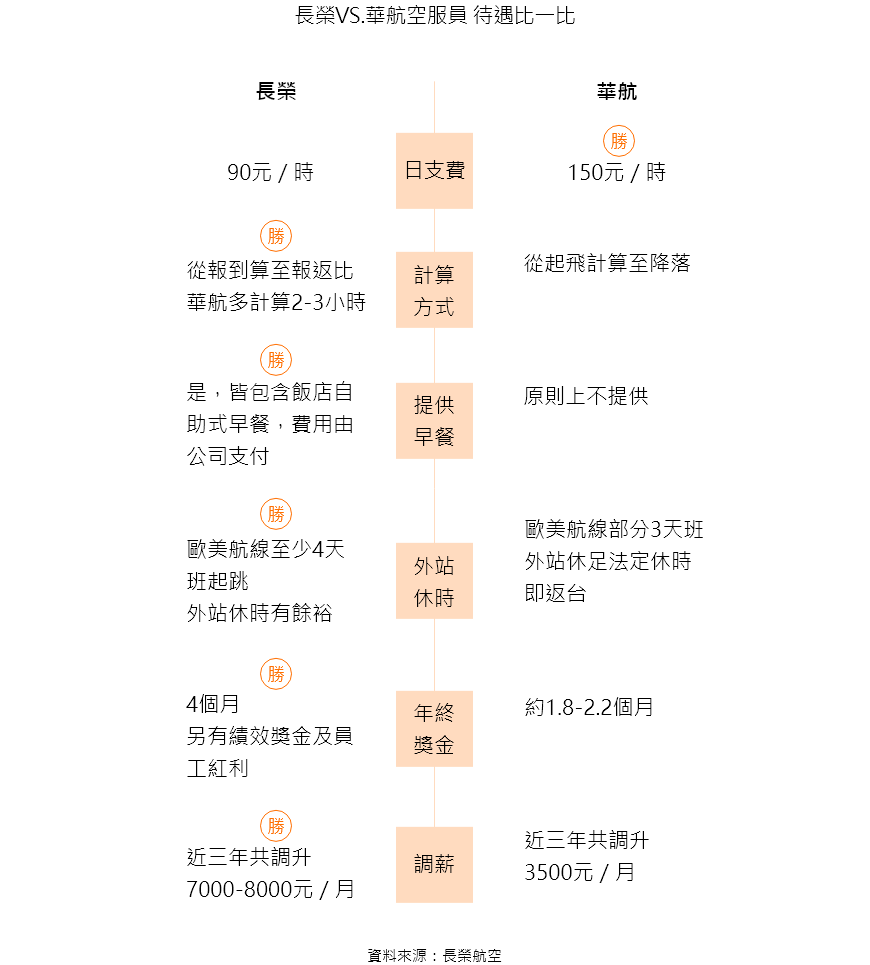 長榮VS.華航空服員 待遇比一比
長榮
華航
90元 / 時
日支費
勝
150元 / 時
勝
從報到算至報返比
華航多計算2-3小時
計算
方式
從起飛計算至降落
勝
是，皆包含飯店自
助式早餐，費用由
公司支付
提供
早餐
原則上不提供
勝
歐美航線至少4天
班起跳
外站休時有餘裕
外站
休時
歐美航線部分3天班
外站休足法定休時
即返台
勝
4個月
另有績效獎金及員
工紅利
年終
獎金
約1.8-2.2個月
勝
近三年共調升
7000-8000元 / 月
調薪
近三年共調升
3500元 / 月
資料來源：長榮航空